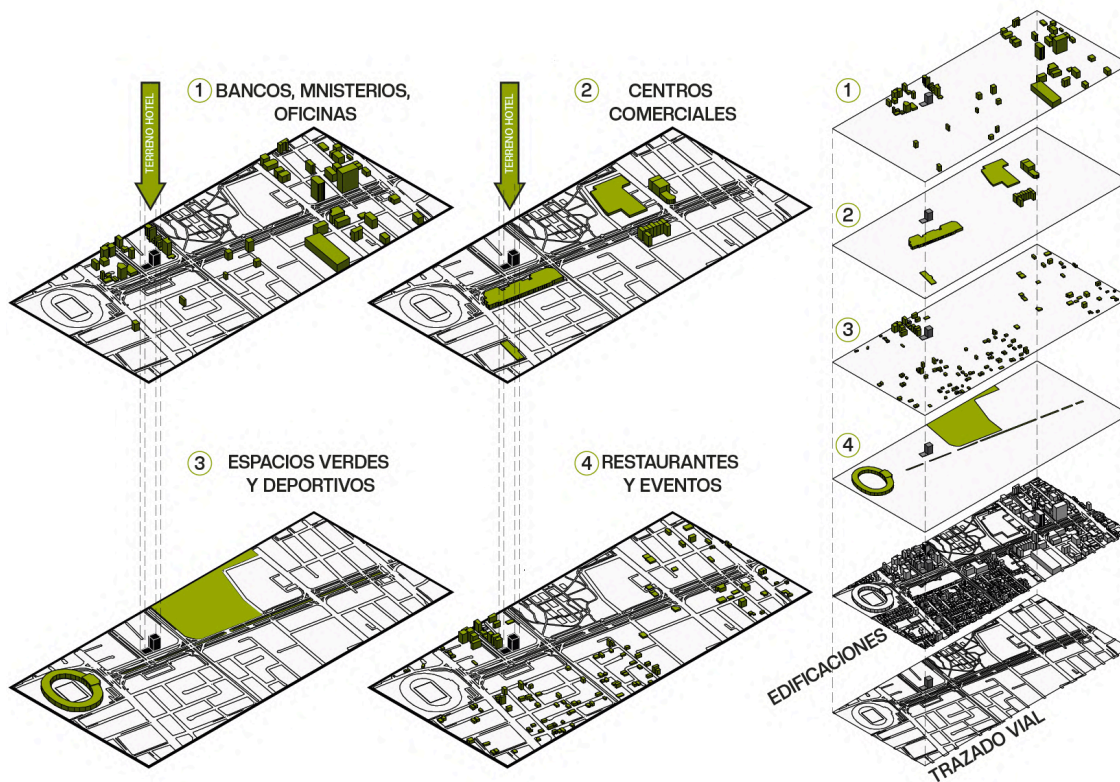 1 BANCOS, MNISTERIOS,
OFICINAS
TERRENO HOTEL
2 CENTROS
COMERCIALES
TERRENO HOTEL
3 ESPACIOS VERDES
Y DEPORTIVOS
4 RESTAURANTES
Y EVENTOS
1
2
3
4
EDIFICACIONES
TRAZADO VIAL